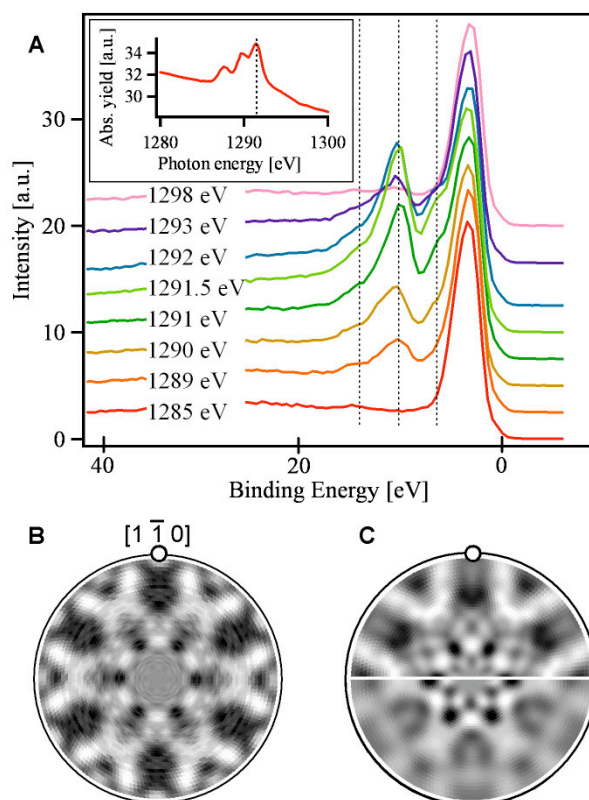 A
Abs. yield [a.u.]
34
32
30
1280
1290
1300
Photon energy [eV]
Intensity [a.u.]
30
20
10
0
1298 eV
1293 eV
1292 eV
1291.5 eV
1291 eV
1290 eV
1289 eV
1285 eV
40
20
0
Binding Energy [eV]
B
[1 1̅ 0]
C